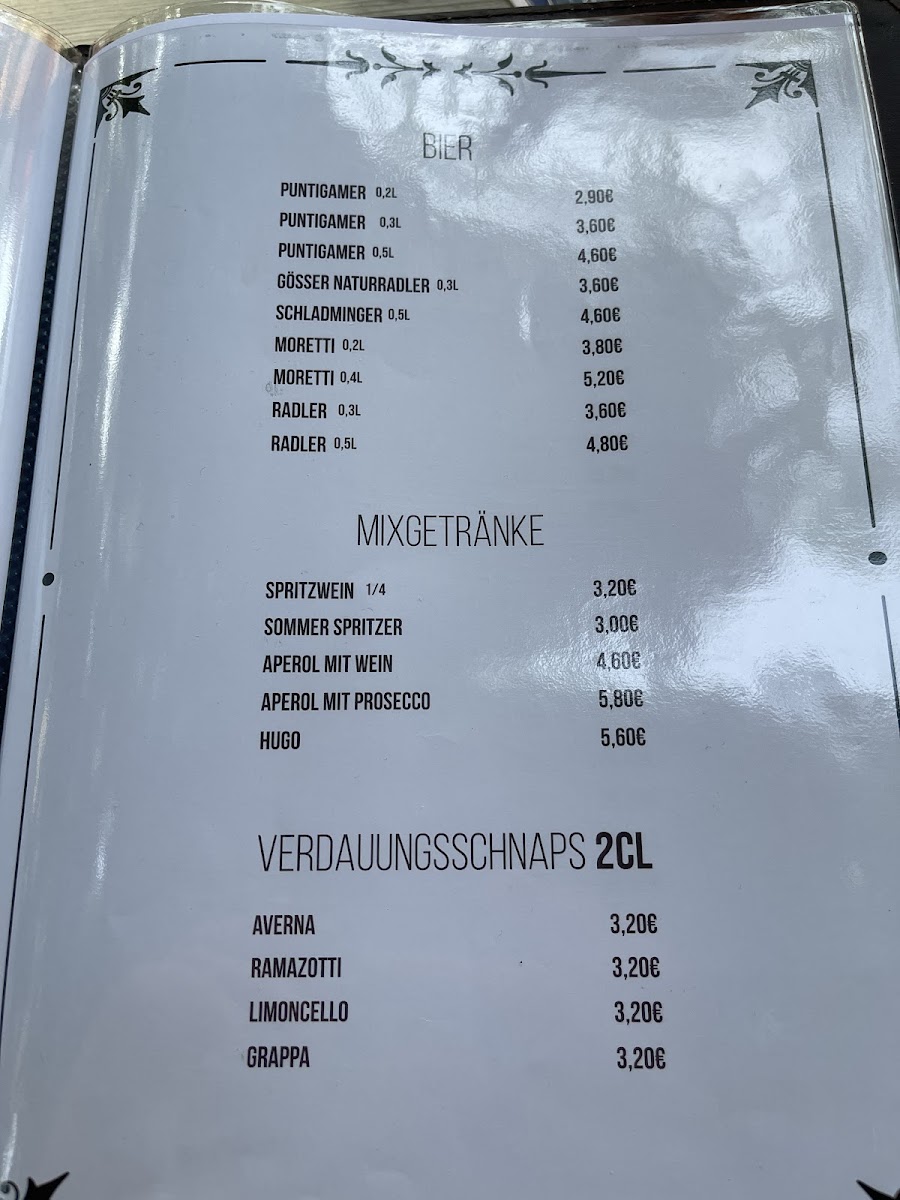 BIER
PUNTIGAMER 0,2L 2,90€
PUNTIGAMER 0,3L 3,60€
PUNTIGAMER 0,5L 4,60€
GÖSSER NATURRADLER 0,3L 3,60€
SCHLADMINGER 0,5L 4,60€
MORETTI 0,2L 3,80€
MORETTI 0,4L 5,20€
RADLER 0,3L 3,60€
RADLER 0,5L 4,80€
MIXGETRÄNKE
SPRITZWEIN 1/4 3,20€
SOMMER SPRITZER 3,00€
APEROL MIT WEIN 4,60€
APEROL MIT PROSECCO 5,80€
HUGO 5,60€
VERDAUUNGSSCHNAPS 2CL
AVERNA 3,20€
RAMAZOTTI 3,20€
LIMONCELLO 3,20€
GRAPPA 3,20€